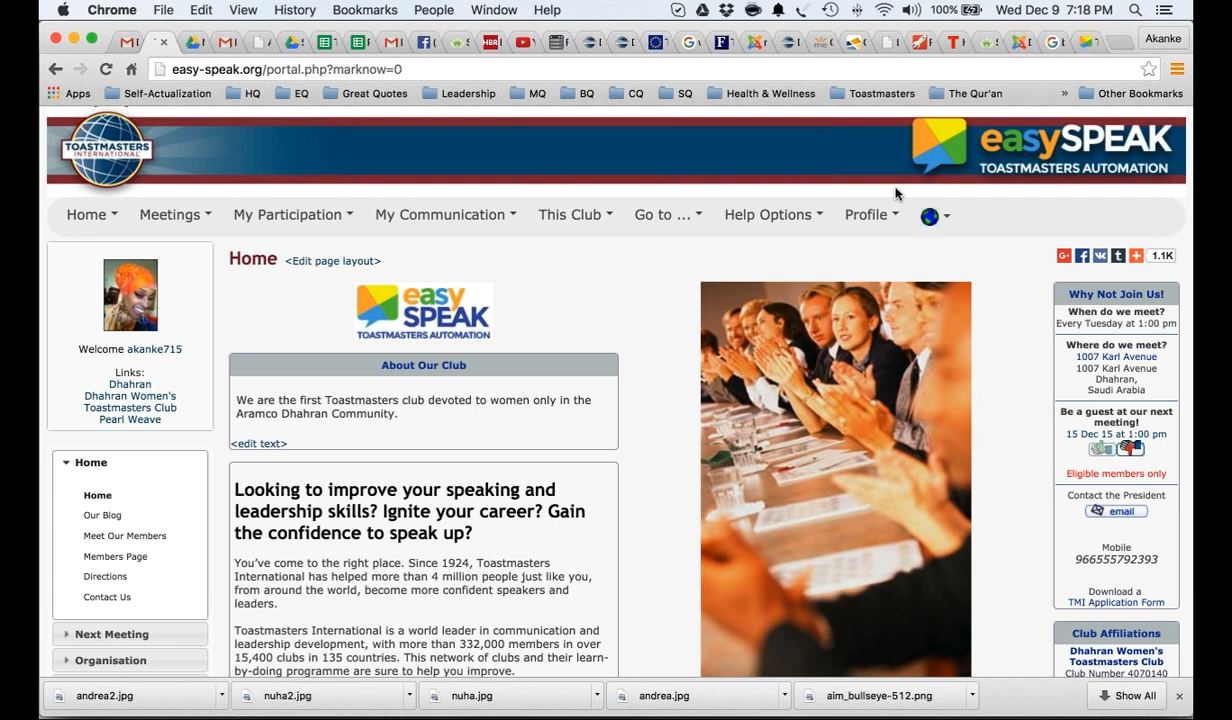 Chrome File Edit View History Bookmarks People Window Help 100% Wed Dec 9 7:18 PM
Akanke
easy-speak.org/portal.php?marknow=0
Apps Self-Actualization HQ EQ Great Quotes Leadership MQ BQ CQ SQ Health & Wellness Toastmasters The Qur'an » Other Bookmarks
TOASTMASTERS
INTERNATIONAL
easySPEAK
TOASTMASTERS AUTOMATION
Home Meetings My Participation My Communication This Club Go to ... Help Options Profile
Welcome akanke715
Links:
Dhahran
Dhahran Women's
Toastmasters Club
Pearl Weave
Home
Home
Our Blog
Meet Our Members
Members Page
Directions
Contact Us
Next Meeting
Organisation
Home <Edit page layout>
easy
SPEAK
TOASTMASTERS AUTOMATION
About Our Club
We are the first Toastmasters club devoted to women only in the
Aramco Dhahran Community.
<edit text>
Looking to improve your speaking and
leadership skills? Ignite your career? Gain
the confidence to speak up?
You've come to the right place. Since 1924, Toastmasters
International has helped more than 4 million people just like you,
from around the world, become more confident speakers and
leaders.
Toastmasters International is a world leader in communication and
leadership development, with more than 332,000 members in over
15,400 clubs in 135 countries. This network of clubs and their learn-
by-doing programme are sure to help you improve.
1.1K
Why Not Join Us!
When do we meet?
Every Tuesday at 1:00 pm
Where do we meet?
1007 Karl Avenue
1007 Karl Avenue
Dhahran,
Saudi Arabia
Be a guest at our next
meeting!
15 Dec 15 at 1:00 pm
Eligible members only
Contact the President
email
Mobile
966555792393
Download a
TMI Application Form
Club Affiliations
Dhahran Women's
Toastmasters Club
Club Number 4070140
andrea2.jpg nuha2.jpg nuha.jpg andrea.jpg aim_bullseye-512.png Show All